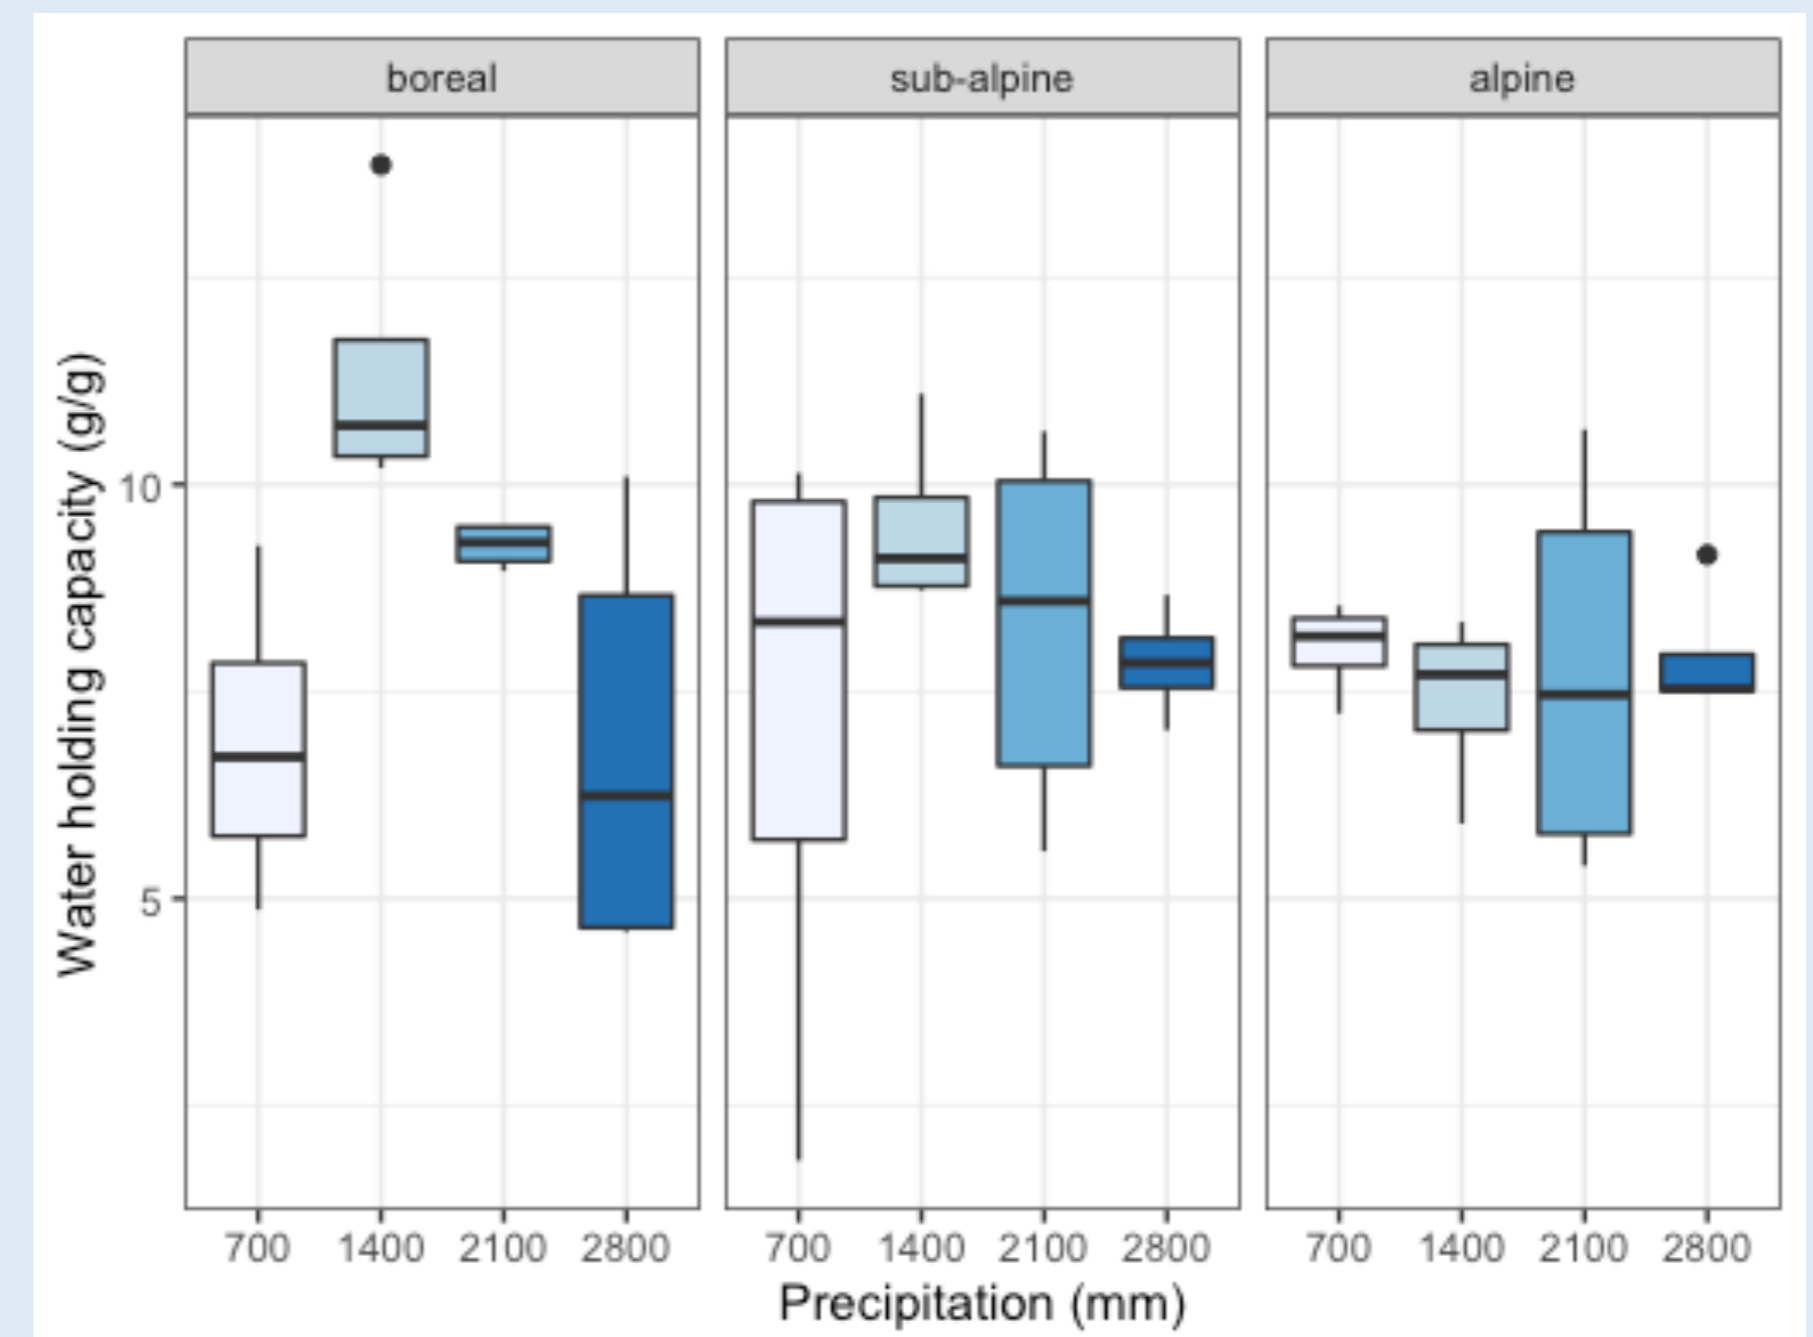 boreal
sub-alpine
alpine
Water holding capacity (g/g)
10
5
700 1400 2100 2800
700 1400 2100 2800
700 1400 2100 2800
Precipitation (mm)